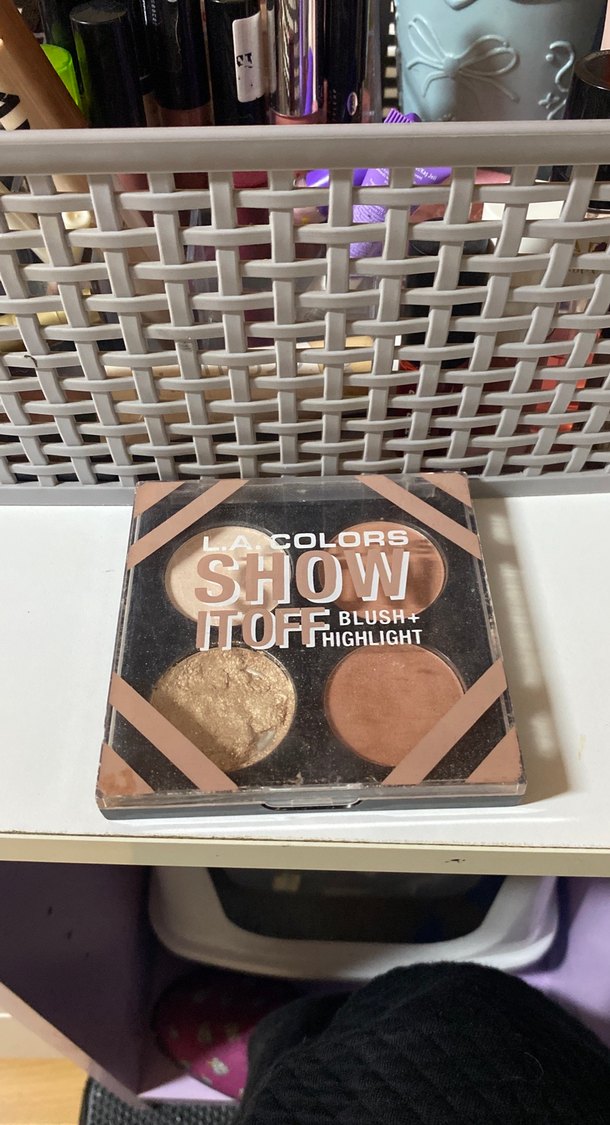 L.A. COLORS
SHOW
IT OFF BLUSH+
HIGHLIGHT